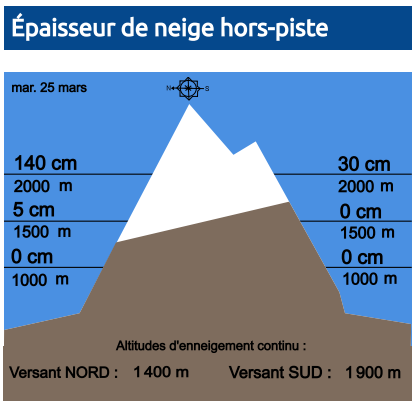 Épaisseur de neige hors-piste
mar. 25 mars
N S
140 cm 30 cm
2000 m 2000 m
5 cm 0 cm
1500 m 1500 m
0 cm 0 cm
1000 m 1000 m
Altitudes d'enneigement continu :
Versant NORD : 1400 m Versant SUD : 1900 m